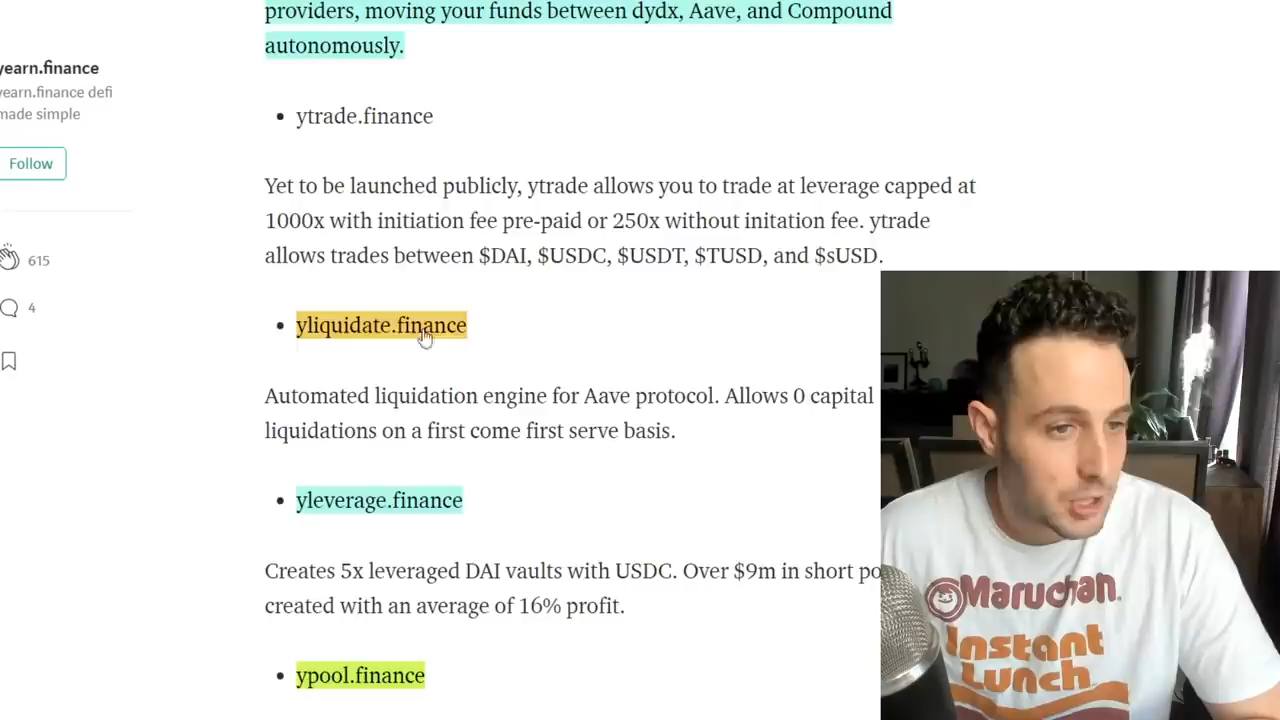 providers, moving your funds between dydx, Aave, and Compound
autonomously.
yearn.finance
yearn.finance defi
made simple
Follow
615
4
• ytrade.finance
Yet to be launched publicly, ytrade allows you to trade at leverage capped at
1000x with initiation fee pre-paid or 250x without initation fee. ytrade
allows trades between $DAI, $USDC, $USDT, $TUSD, and $sUSD.
• yliquidate.finance
Automated liquidation engine for Aave protocol. Allows 0 capital
liquidations on a first come first serve basis.
• yleverage.finance
Creates 5x leveraged DAI vaults with USDC. Over $9m in short po
created with an average of 16% profit.
• ypool.finance
Maruchan.
Instant
Lunch